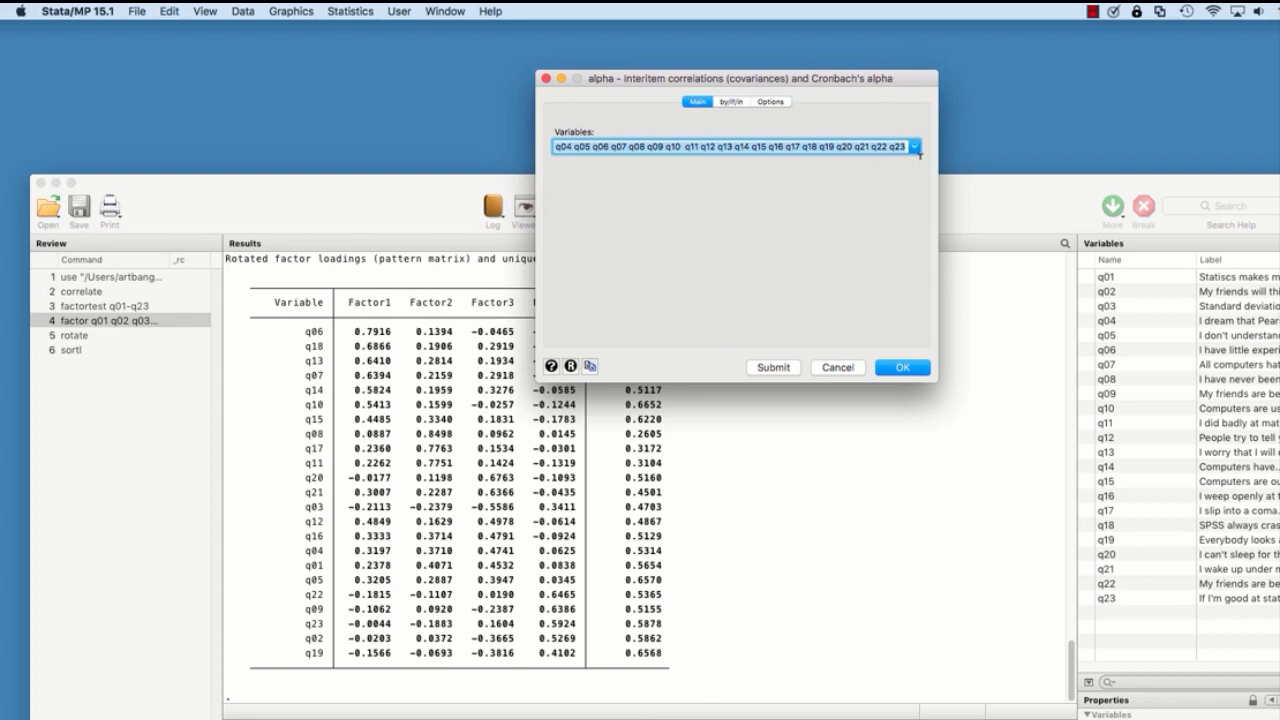 Stata/MP 15.1 File Edit View Data Graphics Statistics User Window Help
alpha - Interitem correlations (covariances) and Cronbach's alpha
Main by/if/in Options
Variables:
q04 q05 q06 q07 q08 q09 q10 q11 q12 q13 q14 q15 q16 q17 q18 q19 q20 q21 q22 q23
? R Submit Cancel OK
Open Save Print Log Viewe More Break Search Search Help
Review
Command _rc
1 use "/Users/artbang...
2 correlate
3 factortest q01-q23
4 factor q01 q02 q03...
5 rotate
6 sortl
Results
Rotated factor loadings (pattern matrix) and unique
Variable Factor1 Factor2 Factor3
q06 0.7916 0.1394 -0.0465
q18 0.6866 0.1906 0.2919
q13 0.6410 0.2814 0.1934
q07 0.6394 0.2159 0.2918
q14 0.5824 0.1959 0.3276 -0.0585 0.5117
q10 0.5413 0.1599 -0.0257 -0.1244 0.6652
q15 0.4485 0.3340 0.1831 -0.1783 0.6220
q08 0.0887 0.8498 0.0962 0.0145 0.2605
q17 0.2360 0.7763 0.1534 -0.0301 0.3172
q11 0.2262 0.7751 0.1424 -0.1319 0.3104
q20 -0.0177 0.1198 0.6763 -0.1093 0.5160
q21 0.3007 0.2287 0.6366 -0.0435 0.4501
q03 -0.2113 -0.2379 -0.5586 0.3411 0.4703
q12 0.4849 0.1629 0.4978 -0.0614 0.4867
q16 0.3333 0.3714 0.4791 -0.0924 0.5129
q04 0.3197 0.3710 0.4741 0.0625 0.5314
q01 0.2378 0.4071 0.4532 0.0838 0.5654
q05 0.3205 0.2887 0.3947 0.0345 0.6570
q22 -0.1815 -0.1107 0.0190 0.6465 0.5365
q09 -0.1062 0.0920 -0.2387 0.6386 0.5155
q23 -0.0044 -0.1883 0.1604 0.5924 0.5878
q02 -0.0203 0.0372 -0.3665 0.5269 0.5862
q19 -0.1566 -0.0693 -0.3816 0.4102 0.6568
.
Variables
Name Label
q01 Statiscs makes m
q02 My friends will thi
q03 Standard deviatio
q04 I dream that Pear
q05 I don't understan
q06 I have little experi
q07 All computers hat
q08 I have never been
q09 My friends are be
q10 Computers are us
q11 I did badly at mat
q12 People try to tell y
q13 I worry that I will
q14 Computers have...
q15 Computers are ou
q16 I weep openly at t
q17 I slip into a coma.
q18 SPSS always cras
q19 Everybody looks a
q20 I can't sleep for th
q21 I wake up under m
q22 My friends are be
q23 If I'm good at stat
Properties
Variables